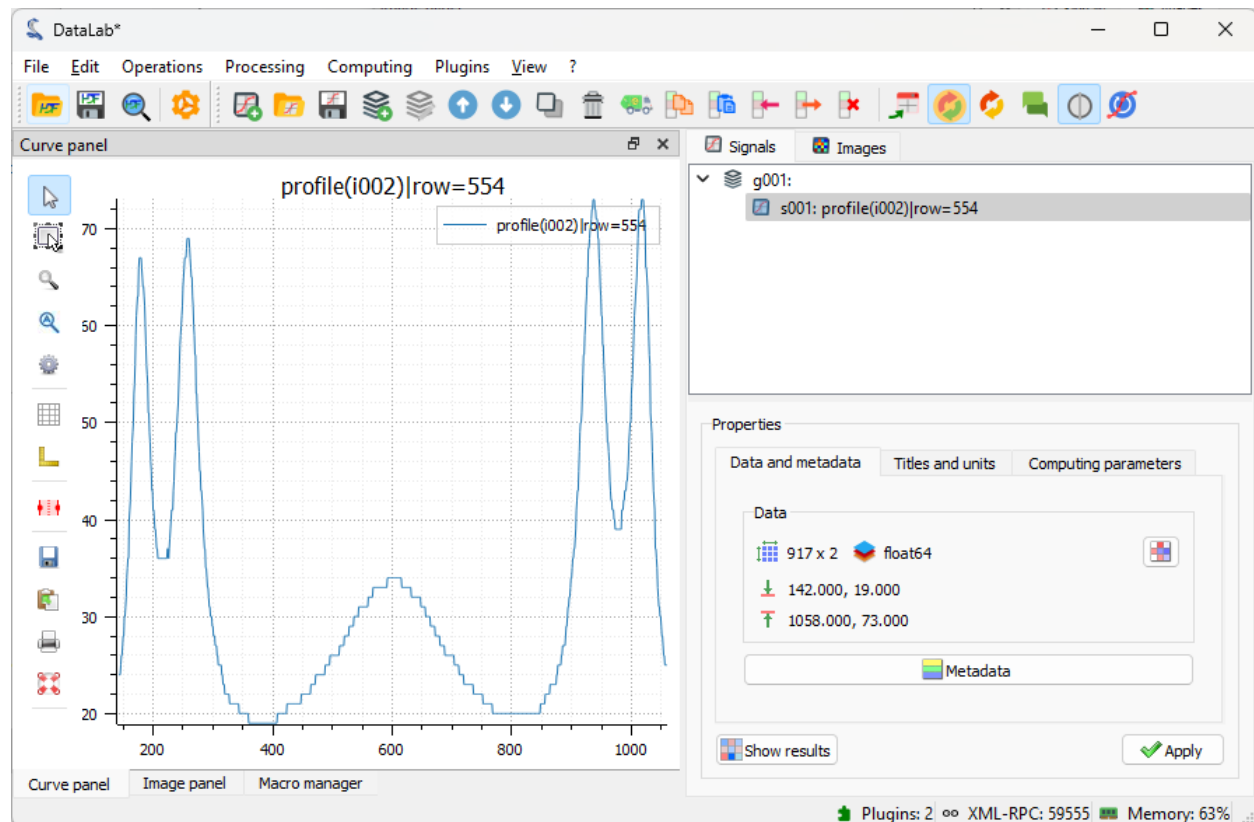 DataLab*
File Edit Operations Processing Computing Plugins View ?
Curve panel
profile(i002)|row=554
profile(i002)|row=554
70
60
50
40
30
20
200 400 600 800 1000
Curve panel Image panel Macro manager
Signals Images
g001:
s001: profile(i002)|row=554
Properties
Data and metadata Titles and units Computing parameters
Data
917 x 2 float64
142.000, 19.000
1058.000, 73.000
Metadata
Show results Apply
Plugins: 2 XML-RPC: 59555 Memory: 63%